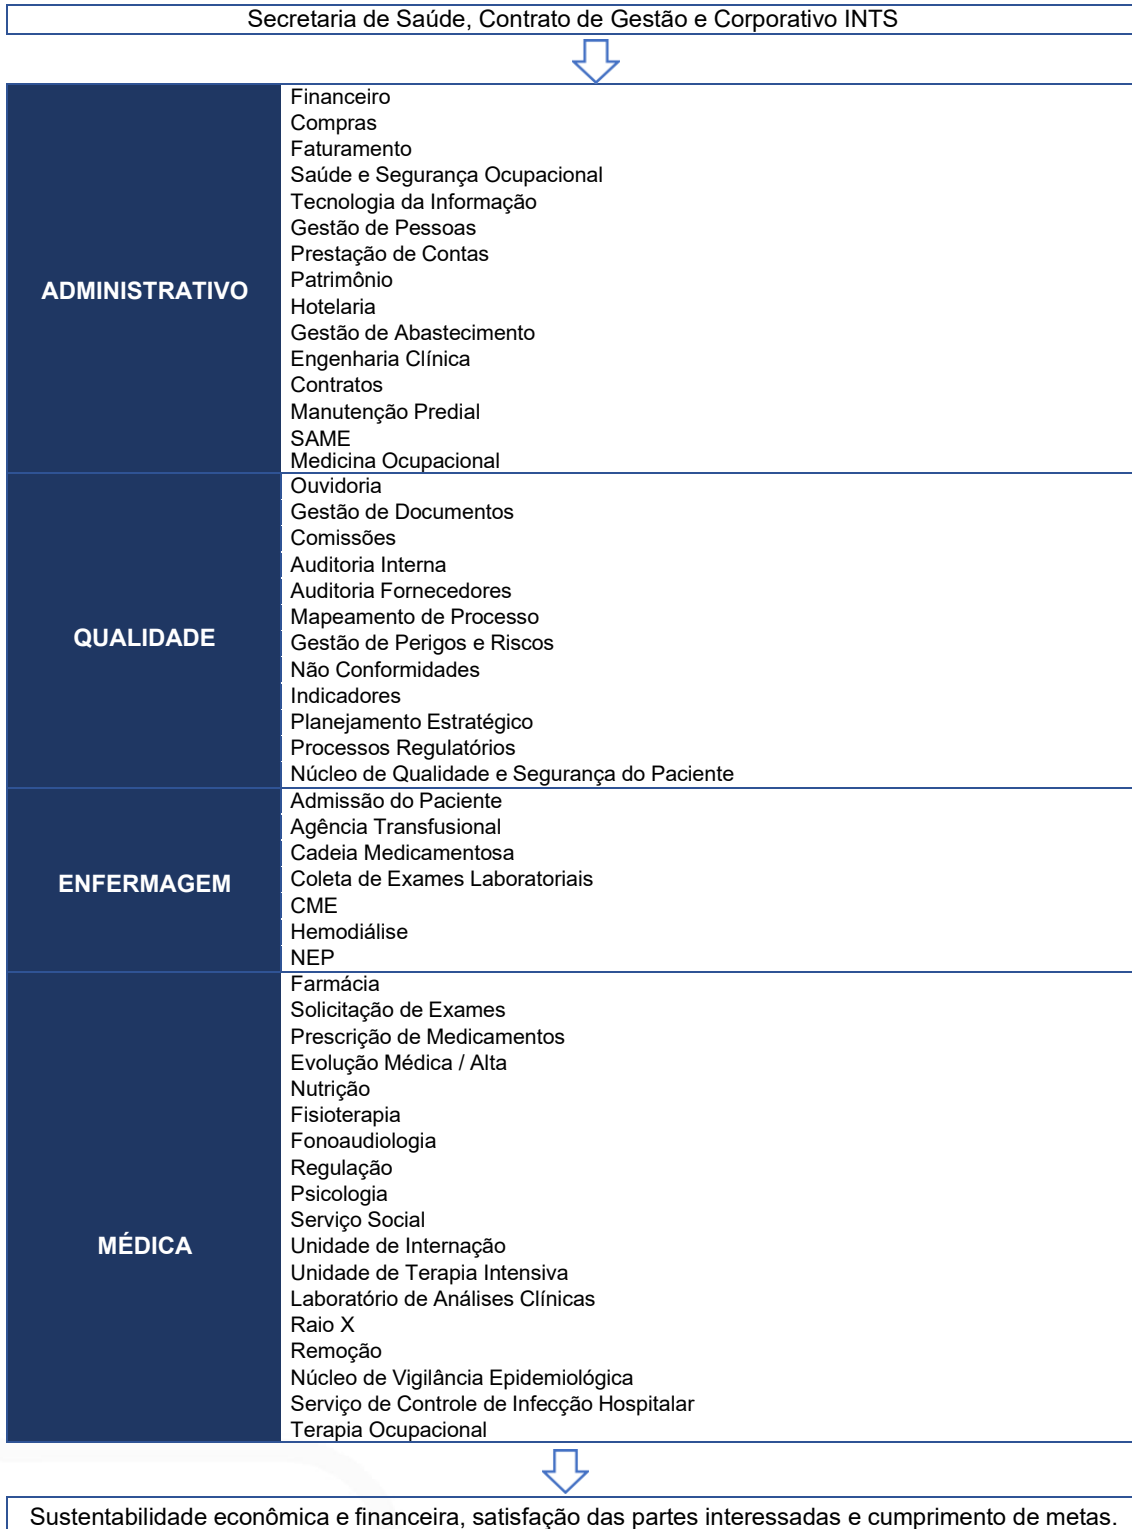 Secretaria de Saúde, Contrato de Gestão e Corporativo INTS
ADMINISTRATIVO
Financeiro
Compras
Faturamento
Saúde e Segurança Ocupacional
Tecnologia da Informação
Gestão de Pessoas
Prestação de Contas
Patrimônio
Hotelaria
Gestão de Abastecimento
Engenharia Clínica
Contratos
Manutenção Predial
SAME
Medicina Ocupacional
QUALIDADE
Ouvidoria
Gestão de Documentos
Comissões
Auditoria Interna
Auditoria Fornecedores
Mapeamento de Processo
Gestão de Perigos e Riscos
Não Conformidades
Indicadores
Planejamento Estratégico
Processos Regulatórios
Núcleo de Qualidade e Segurança do Paciente
ENFERMAGEM
Admissão do Paciente
Agência Transfusional
Cadeia Medicamentosa
Coleta de Exames Laboratoriais
CME
Hemodiálise
NEP
MÉDICA
Farmácia
Solicitação de Exames
Prescrição de Medicamentos
Evolução Médica / Alta
Nutrição
Fisioterapia
Fonoaudiologia
Regulação
Psicologia
Serviço Social
Unidade de Internação
Unidade de Terapia Intensiva
Laboratório de Análises Clínicas
Raio X
Remoção
Núcleo de Vigilância Epidemiológica
Serviço de Controle de Infecção Hospitalar
Terapia Ocupacional
Sustentabilidade econômica e financeira, satisfação das partes interessadas e cumprimento de metas.